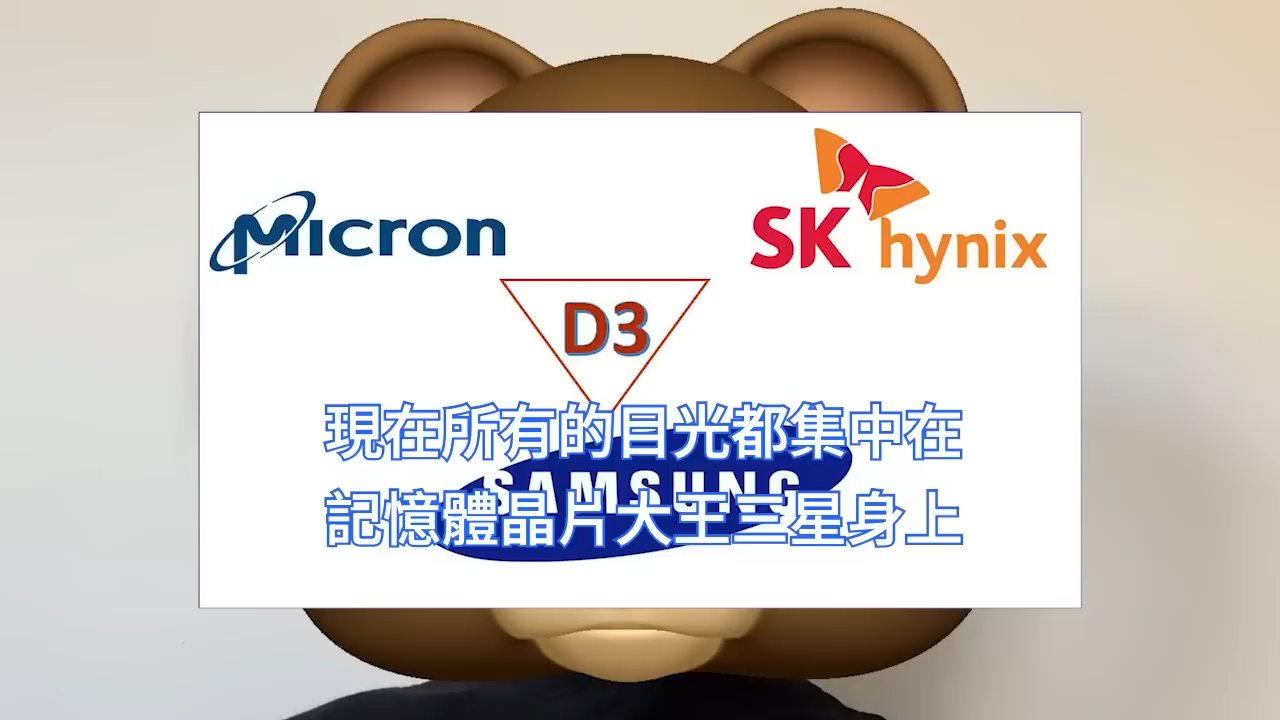 Micron
SK hynix
D3
SAMSUNG
現在所有的目光都集中在
記憶體晶片大王三星身上